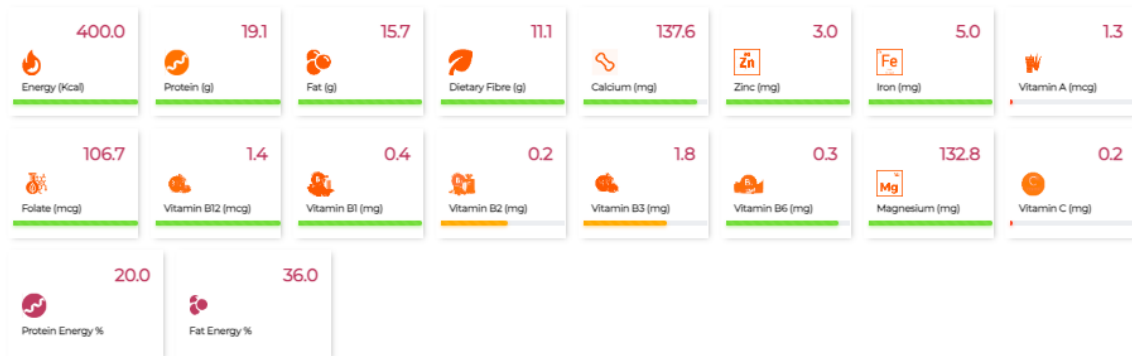 400.0 19.1 15.7 11.1 137.6 3.0 5.0 1.3
Zn Fe
Energy (Kcal) Protein (g) Fat (g) Dietary Fibre (g) Calcium (mg) Zinc (mg) Iron (mg) Vitamin A (mcg)
106.7 1.4 0.4 0.2 1.8 0.3 132.8 0.2
Mg
Folate (mcg) Vitamin B12 (mcg) Vitamin B1 (mg) Vitamin B2 (mg) Vitamin B3 (mg) Vitamin B6 (mg) Magnesium (mg) Vitamin C (mg)
20.0 36.0
Protein Energy % Fat Energy %